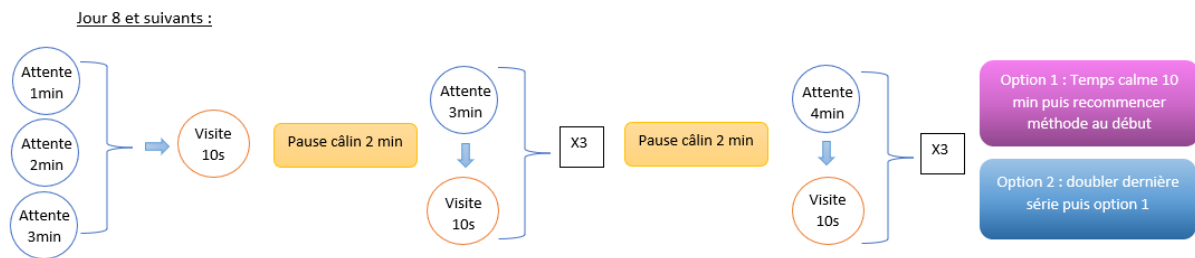 Jour 8 et suivants :
Attente
1min
Attente
2min
Attente
3min
Visite
10s
Pause câlin 2 min
Attente
3min
Visite
10s
X3
Pause câlin 2 min
Attente
4min
Visite
10s
X3
Option 1 : Temps calme 10
min puis recommencer
méthode au début
Option 2 : doubler dernière
série puis option 1